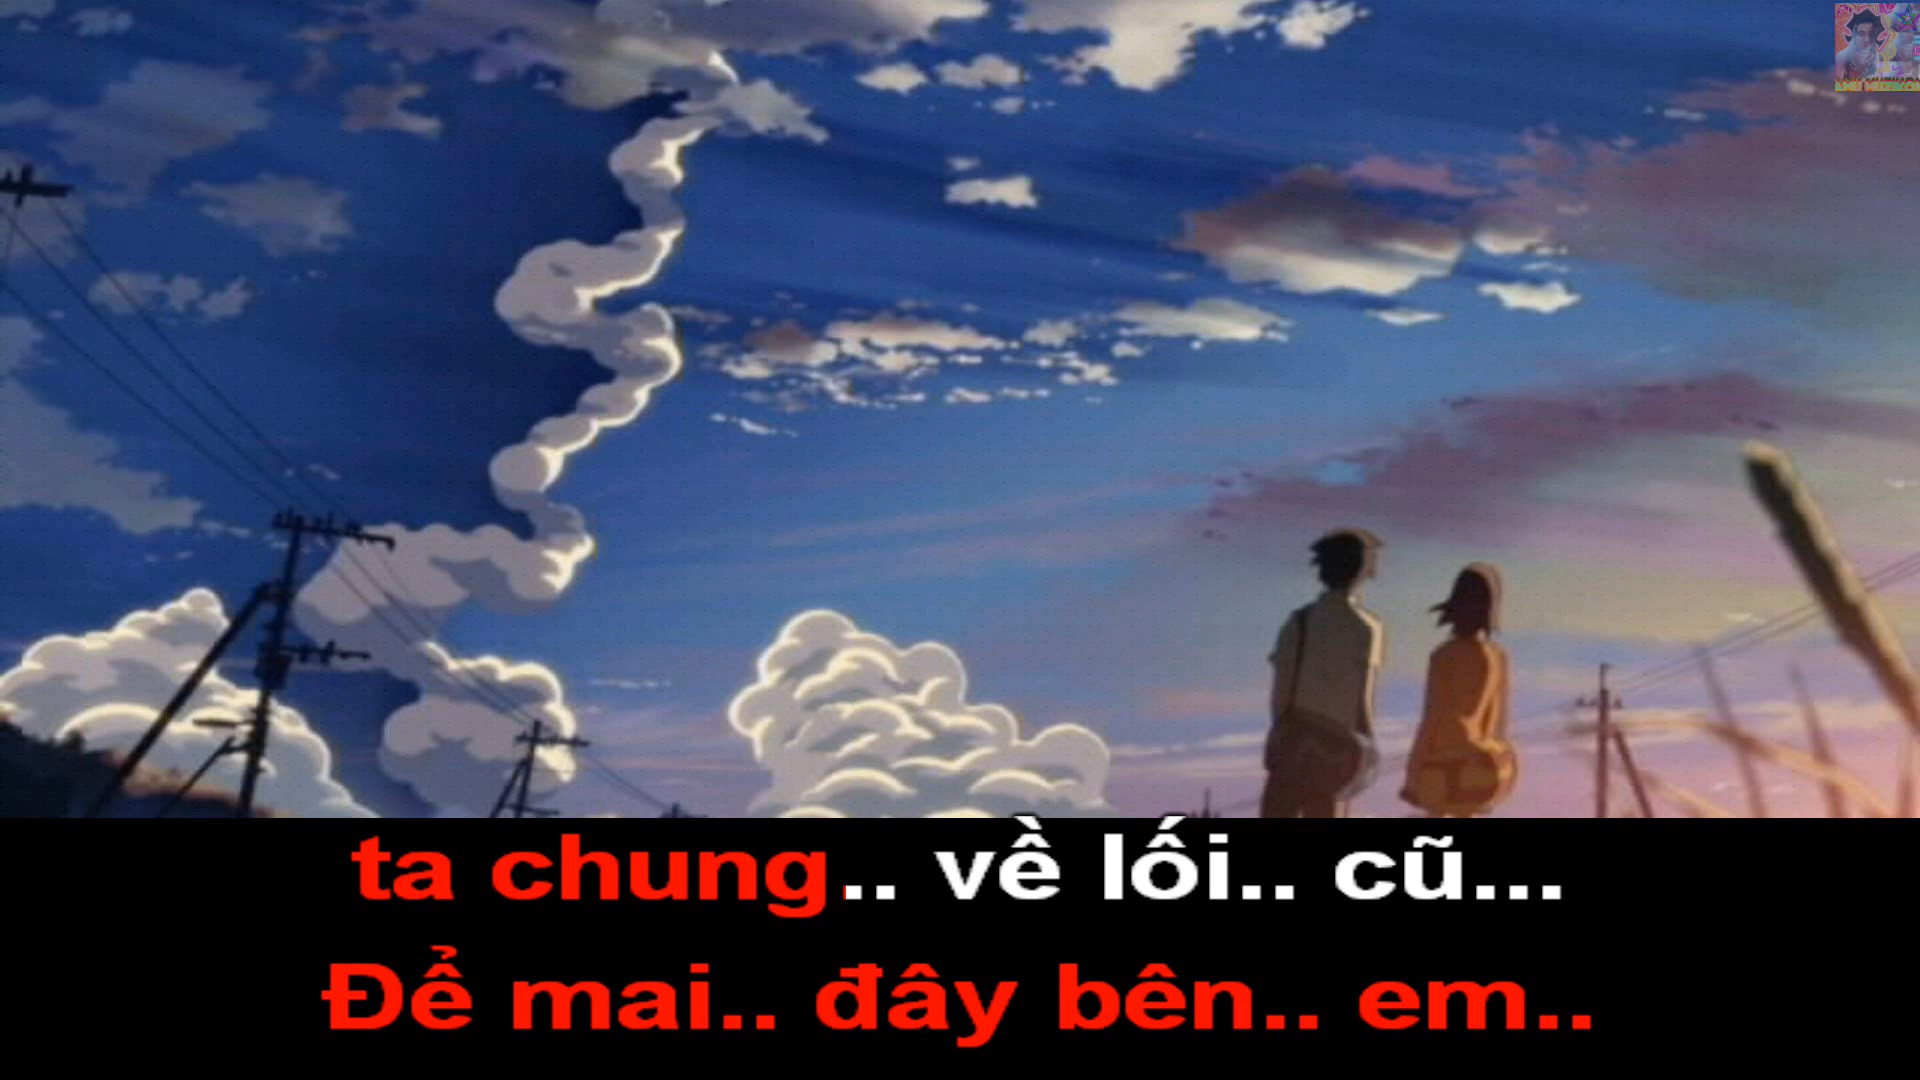 ta chung.. về lối.. cũ...
Để mai.. đây bên.. em..